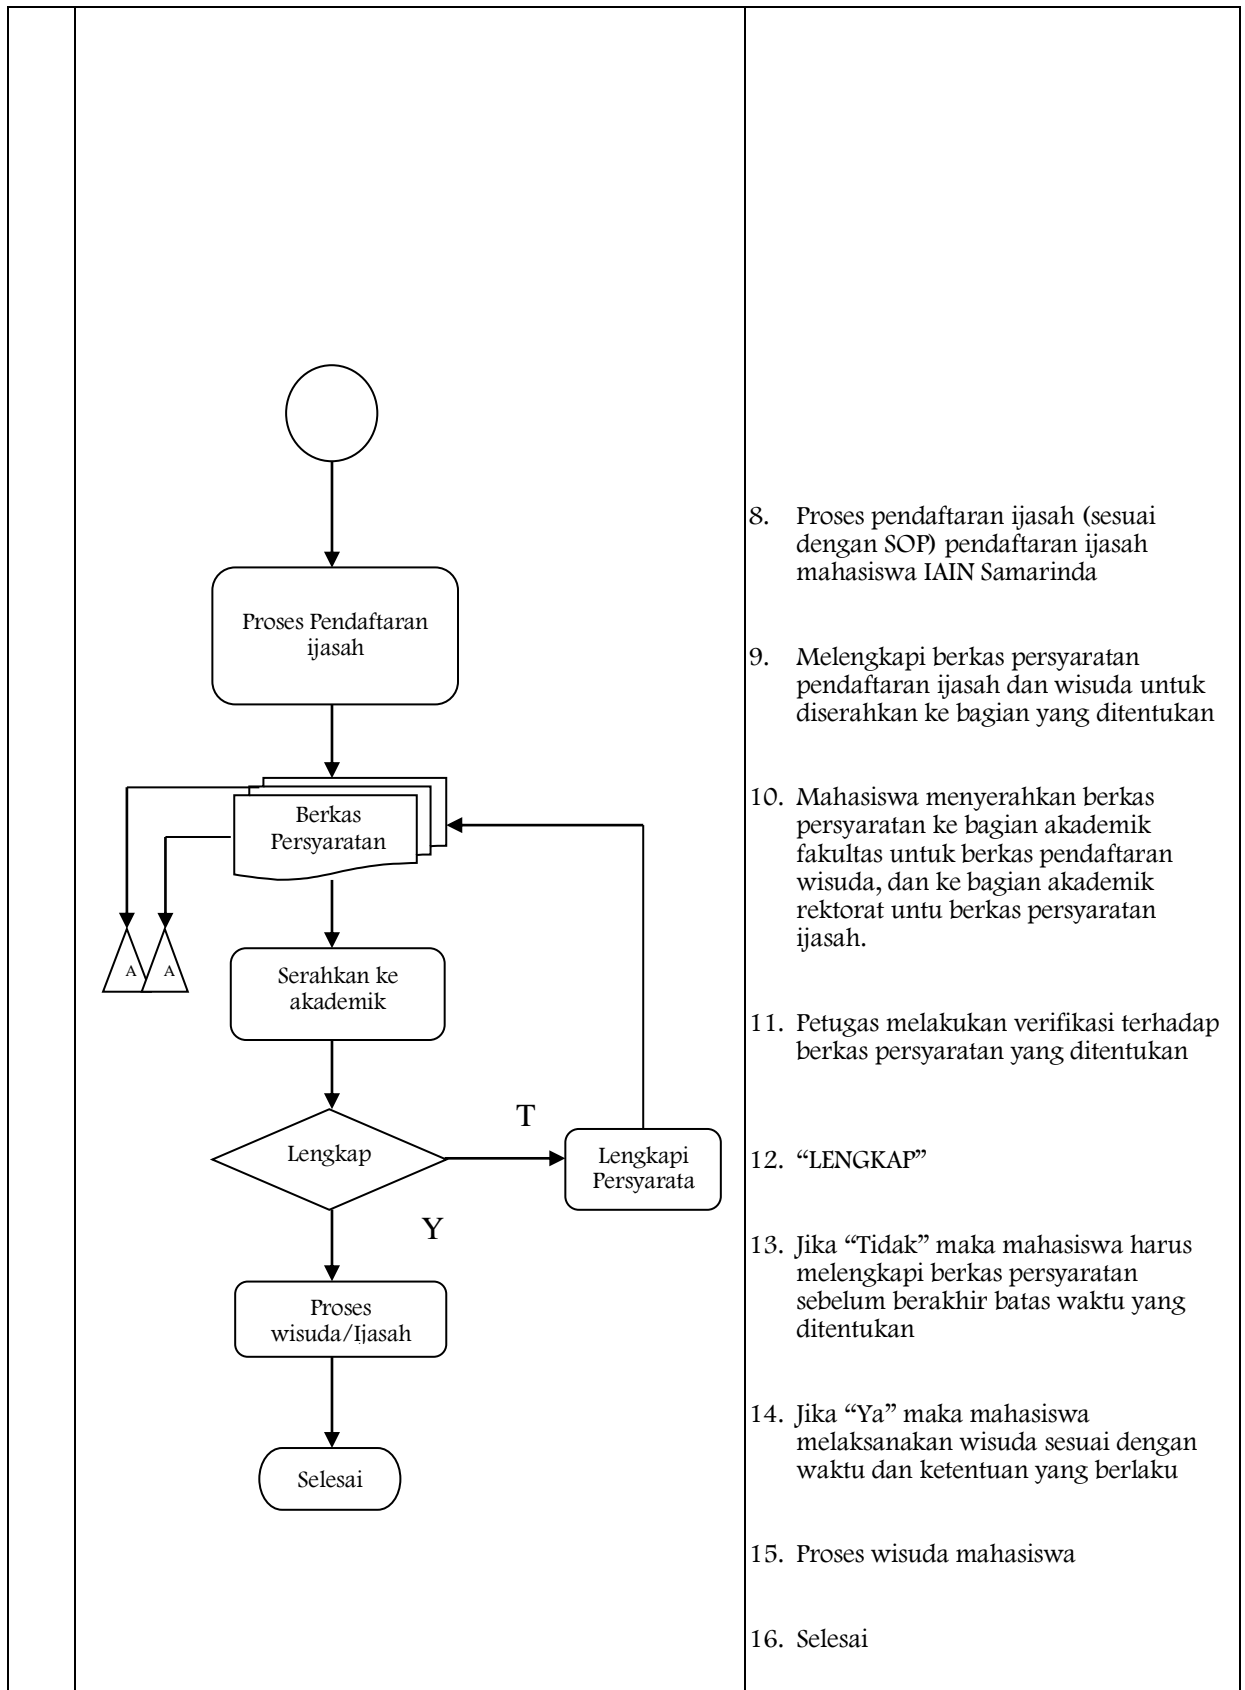 Proses Pendaftaran
ijasah
Berkas
Persyaratan
A
A
Serahkan ke
akademik
Lengkap
T
Lengkapi
Persyarata
Y
Proses
wisuda/Ijasah
Selesai
8. Proses pendaftaran ijasah (sesuai
dengan SOP) pendaftaran ijasah
mahasiswa IAIN Samarinda
9. Melengkapi berkas persyaratan
pendaftaran ijasah dan wisuda untuk
diserahkan ke bagian yang ditentukan
10. Mahasiswa menyerahkan berkas
persyaratan ke bagian akademik
fakultas untuk berkas pendaftaran
wisuda, dan ke bagian akademik
rektorat untu berkas persyaratan
ijasah.
11. Petugas melakukan verifikasi terhadap
berkas persyaratan yang ditentukan
12. “LENGKAP”
13. Jika “Tidak” maka mahasiswa harus
melengkapi berkas persyaratan
sebelum berakhir batas waktu yang
ditentukan
14. Jika “Ya” maka mahasiswa
melaksanakan wisuda sesuai dengan
waktu dan ketentuan yang berlaku
15. Proses wisuda mahasiswa
16. Selesai